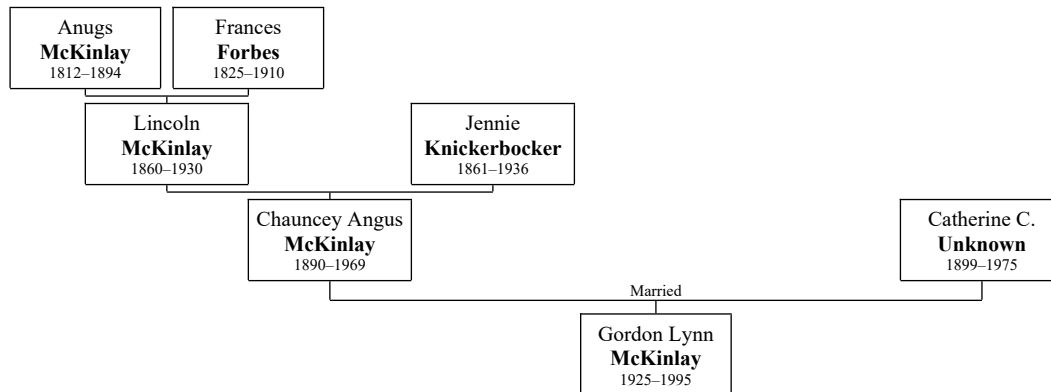 Anugs
McKinlay
1812–1894
Frances
Forbes
1825–1910
Lincoln
McKinlay
1860–1930
Jennie
Knickerbocker
1861–1936
Chauncey Angus
McKinlay
1890–1969
Catherine C.
Unknown
1899–1975
Married
Gordon Lynn
McKinlay
1925–1995